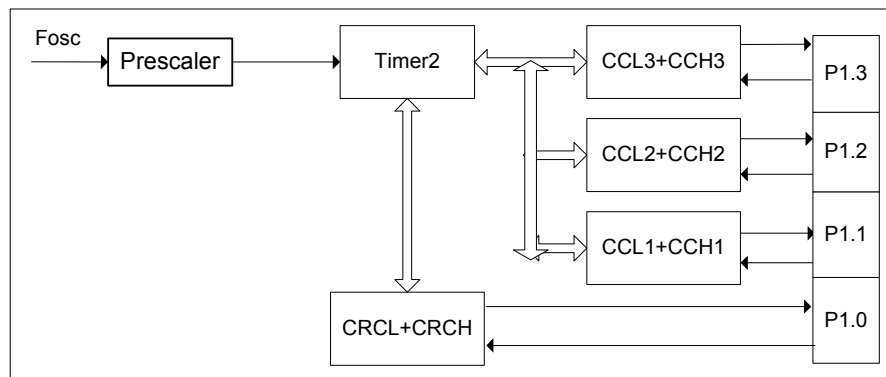 Fosc
Prescaler
Timer2
CCL3+CCH3
P1.3
CCL2+CCH2
P1.2
CCL1+CCH1
P1.1
CRCL+CRCH
P1.0